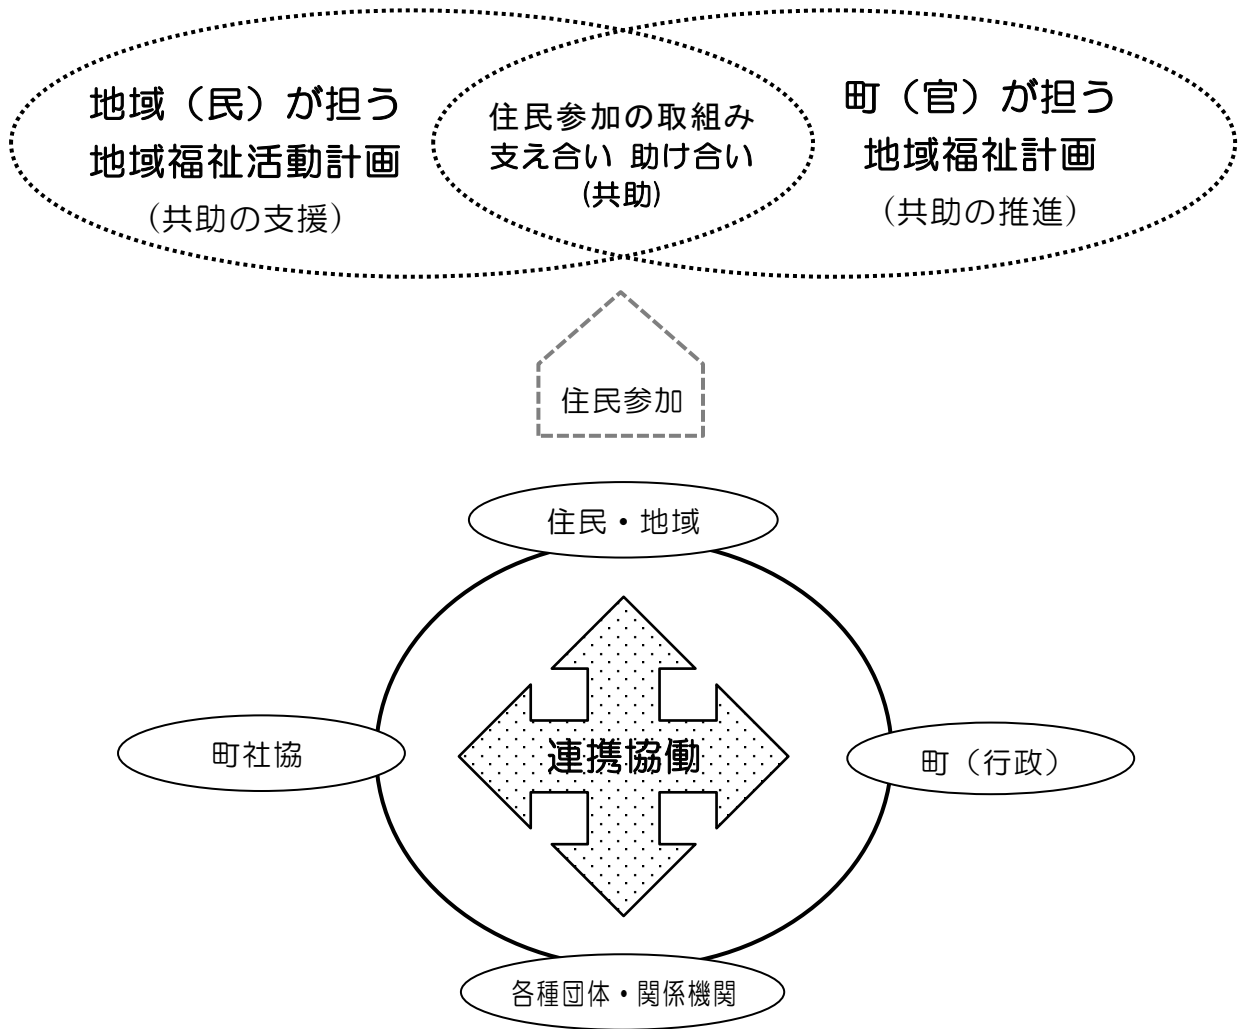 地域（民）が担う
地域福祉活動計画
（共助の支援）
住民参加の取組み
支え合い 助け合い
(共助)
町（官）が担う
地域福祉計画
（共助の推進）
住民参加
住民・地域
町社協
連携協働
町（行政）
各種団体・関係機関